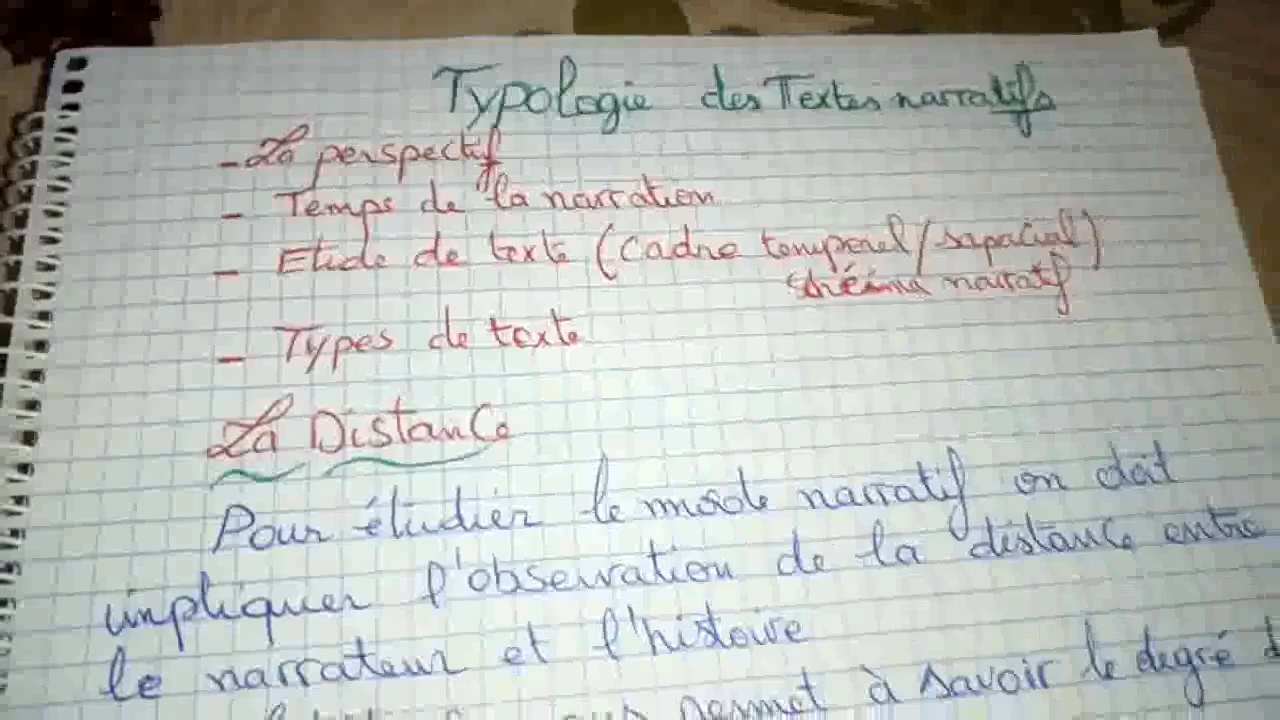 Typologie des Textes narratifs
- La perspectif
- Temps de la narration
- Etude de texte (cadre temporel / sapacial)
schéma narratif
- Types de texte
La Distance
Pour étudier le mode narratif on doit
impliquer l'observation de la distance entre
le narrateur et l'histoire
permet à savoir le degré